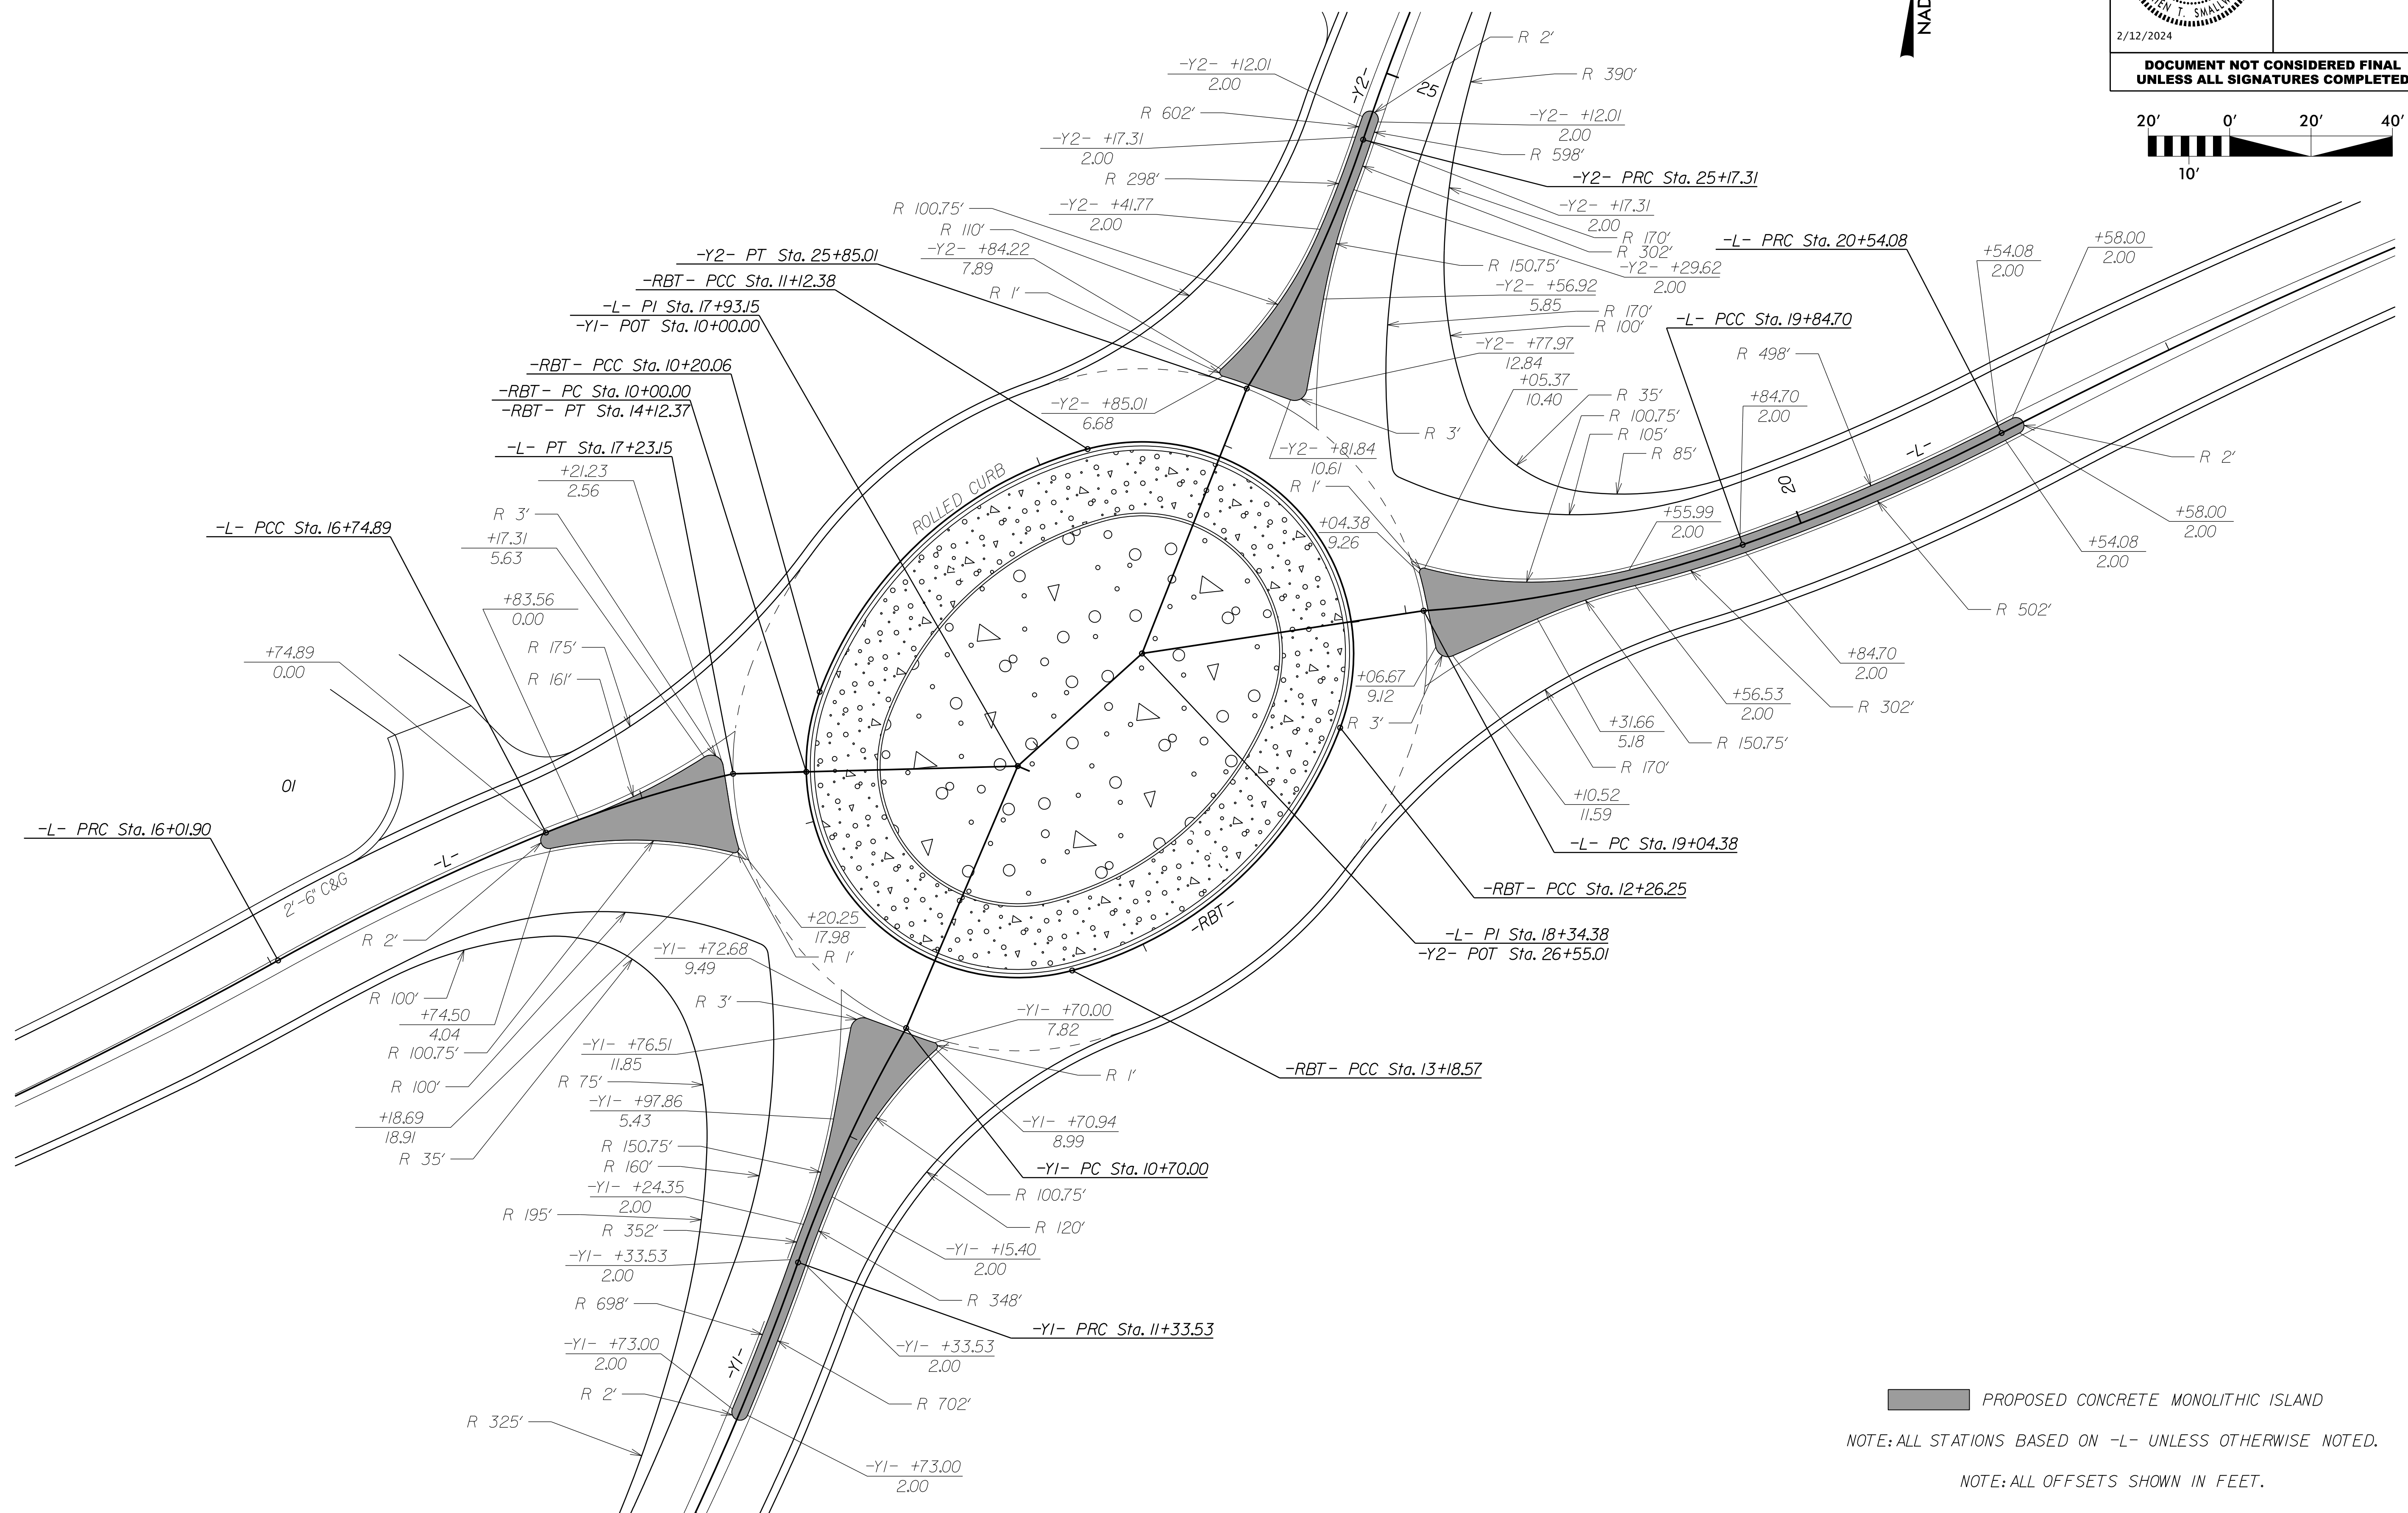 NAD
EN T. SMALLW
2/12/2024
DOCUMENT NOT CONSIDERED FINAL
UNLESS ALL SIGNATURES COMPLETED
20' 0' 20' 40'
10'
R 2'
-Y2- +12.01
2.00
-Y2-
25
R 390'
R 602'
-Y2- +12.01
2.00
-Y2- +17.31
2.00
R 598'
R 298'
-Y2- PRC Sta. 25+17.31
R 100.75'
-Y2- +41.77
2.00
-Y2- +17.31
2.00
R 110'
R 170'
R 302'
-Y2- +84.22
7.89
-Y2- PT Sta. 25+85.01
R 150.75'
-Y2- +29.62
2.00
-L- PRC Sta. 20+54.08
+54.08
2.00
+58.00
2.00
-RBT- PCC Sta. 11+12.38
R 1'
-Y2- +56.92
5.85
-L- PI Sta. 17+93.15
-Y1- POT Sta. 10+00.00
R 170'
R 100'
-L- PCC Sta. 19+84.70
-Y2- +77.97
12.84
R 498'
-RBT- PCC Sta. 10+20.06
-RBT- PC Sta. 10+00.00
-RBT- PT Sta. 14+12.37
+05.37
10.40
R 35'
+84.70
2.00
-Y2- +85.01
6.68
R 100.75'
R 105'
R 3'
R 85'
-L- PT Sta. 17+23.15
-Y2- +81.84
10.61
-L-
R 2'
+21.23
2.56
ROLLED CURB
R 1'
20
R 3'
+04.38
9.26
+55.99
2.00
+58.00
2.00
-L- PCC Sta. 16+74.89
+17.31
5.63
+54.08
2.00
+83.56
0.00
R 502'
R 175'
+74.89
0.00
R 161'
+84.70
2.00
+06.67
9.12
+56.53
2.00
R 302'
R 3'
+31.66
5.18
R 150.75'
R 170'
01
+10.52
11.59
-L- PRC Sta. 16+01.90
-L-
-L- PC Sta. 19+04.38
2'-6" C&G
-RBT- PCC Sta. 12+26.25
-RBT-
+20.25
17.98
R 2'
-Y1- +72.68
9.49
R 1'
-L- PI Sta. 18+34.38
-Y2- POT Sta. 26+55.01
R 100'
R 3'
+74.50
4.04
-Y1- +70.00
7.82
R 100.75'
-Y1- +76.51
11.85
-RBT- PCC Sta. 13+18.57
R 1'
R 100'
R 75'
-Y1- +97.86
5.43
+18.69
18.91
-Y1- +70.94
8.99
R 35'
R 150.75'
R 160'
-Y1- PC Sta. 10+70.00
-Y1- +24.35
2.00
R 100.75'
R 195'
R 352'
R 120'
-Y1- +33.53
2.00
-Y1- +15.40
2.00
R 698'
R 348'
-Y1- PRC Sta. 11+33.53
-Y1- +73.00
2.00
-Y1-
-Y1- +33.53
2.00
R 2'
R 702'
R 325'
-Y1- +73.00
2.00
PROPOSED CONCRETE MONOLITHIC ISLAND
NOTE: ALL STATIONS BASED ON -L- UNLESS OTHERWISE NOTED.
NOTE: ALL OFFSETS SHOWN IN FEET.